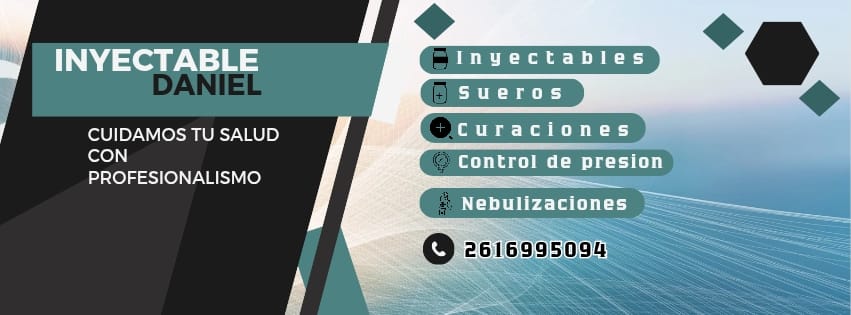 INYECTABLE
DANIEL
CUIDAMOS TU SALUD
CON
PROFESIONALISMO
Inyectables
Sueros
Curaciones
Control de presion
Nebulizaciones
2616995094